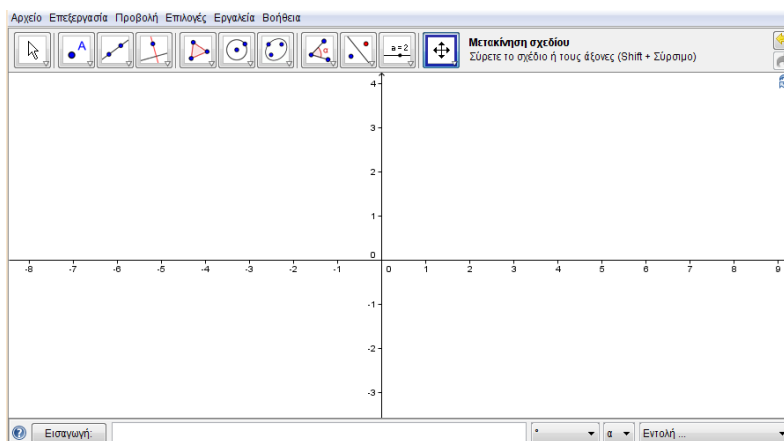 Αρχείο Επεξεργασία Προβολή Επιλογές Εργαλεία Βοήθεια
A α a = 2 Μετακίνηση σχεδίου
Σύρετε το σχέδιο ή τους άξονες (Shift + Σύρσιμο)
4
3
2
1
0
-8 -7 -6 -5 -4 -3 -2 -1 0 1 2 3 4 5 6 7 8 9
-1
-2
-3
Εισαγωγή: ° α Εντολή ...